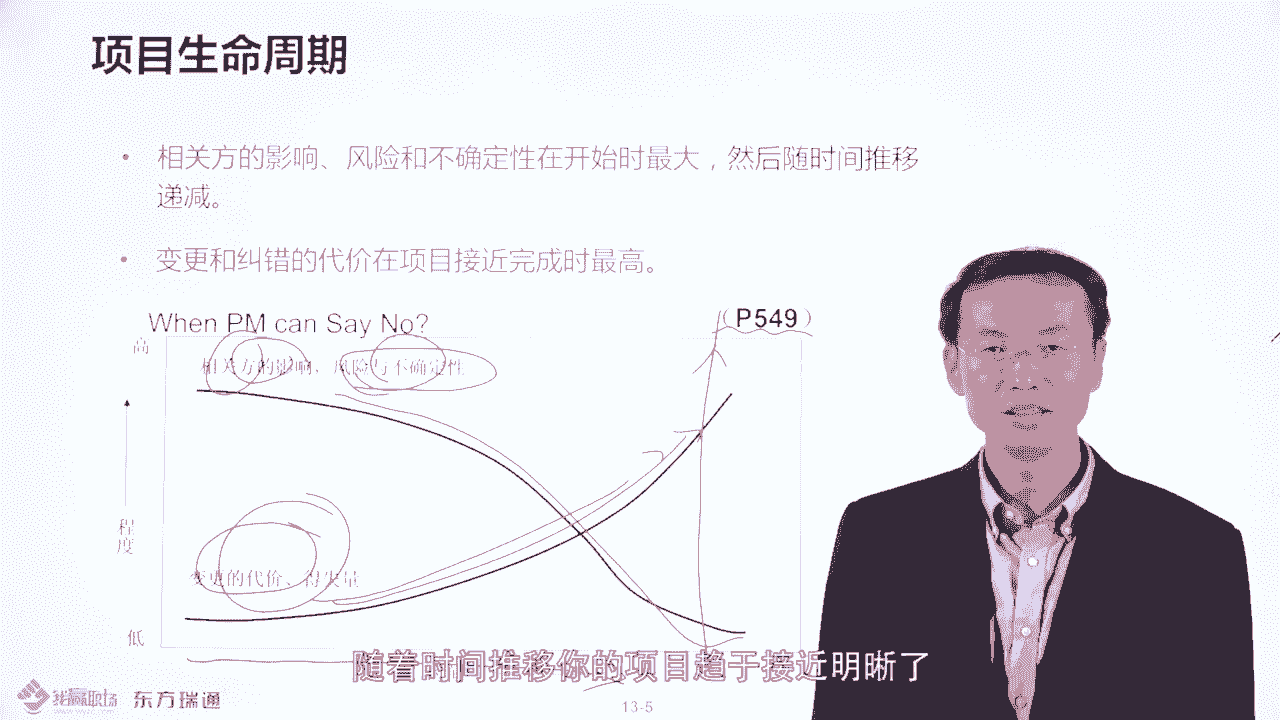 项目生命周期
• 相关方的影响、风险和不确定性在开始时最大，然后随时间推移
递减。
• 变更和纠错的代价在项目接近完成时最高。
When PM can Say No?
（P549）
高
相关方的影响、风险与不确定性
程度
变更的代价、得失量
低
随着时间推移你的项目趋于接近明晰了
东方瑞通
13-5